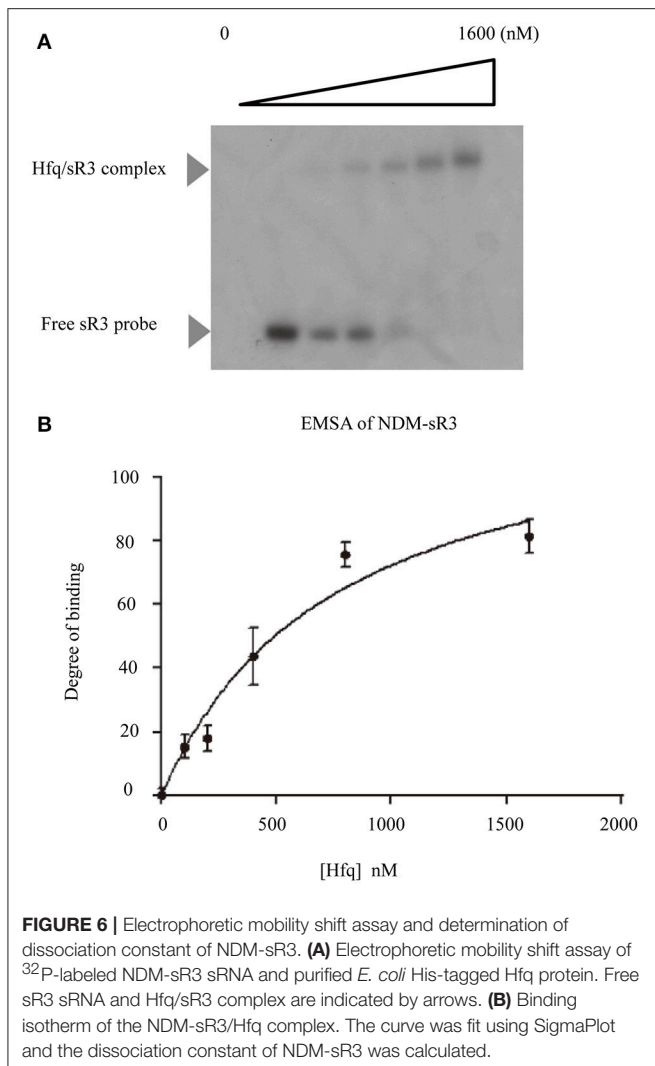 A
0 1600 (nM)
Hfq/sR3 complex
Free sR3 probe
B
EMSA of NDM-sR3
100
80
60
40
20
0
Degree of binding
0 500 1000 1500 2000
[Hfq] nM
FIGURE 6 | Electrophoretic mobility shift assay and determination of
dissociation constant of NDM-sR3. (A) Electrophoretic mobility shift assay of
³²P-labeled NDM-sR3 sRNA and purified E. coli His-tagged Hfq protein. Free
sR3 sRNA and Hfq/sR3 complex are indicated by arrows. (B) Binding
isotherm of the NDM-sR3/Hfq complex. The curve was fit using SigmaPlot
and the dissociation constant of NDM-sR3 was calculated.